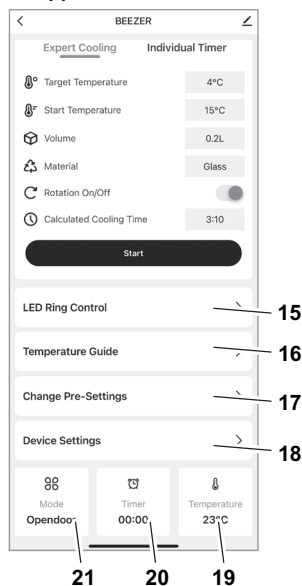 BEEZER
Expert Cooling Individual Timer
Target Temperature 4°C
Start Temperature 15°C
Volume 0.2L
Material Glass
Rotation On/Off
Calculated Cooling Time 3:10
Start
LED Ring Control
15
Temperature Guide
16
Change Pre-Settings
17
Device Settings
18
Mode Timer Temperature
Opendoor 00:00 23°C
21 20 19